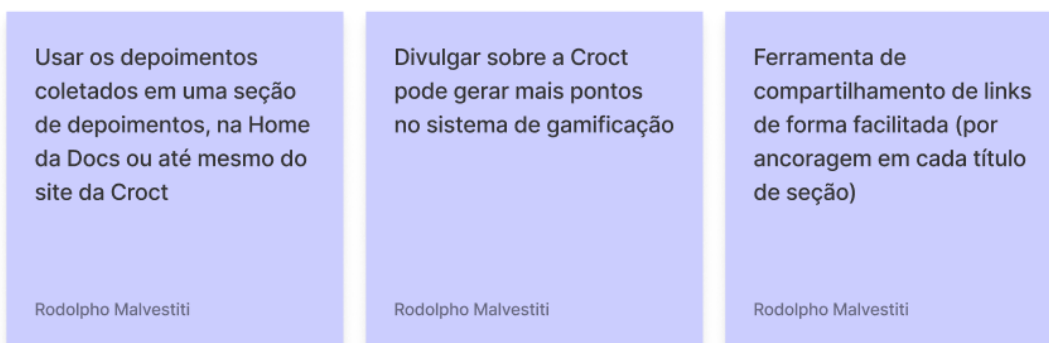 Usar os depoimentos
coletados em uma seção
de depoimentos, na Home
da Docs ou até mesmo do
site da Croct
Rodolpho Malvestiti
Divulgar sobre a Croct
pode gerar mais pontos
no sistema de gamificação
Rodolpho Malvestiti
Ferramenta de
compartilhamento de links
de forma facilitada (por
ancoragem em cada título
de seção)
Rodolpho Malvestiti